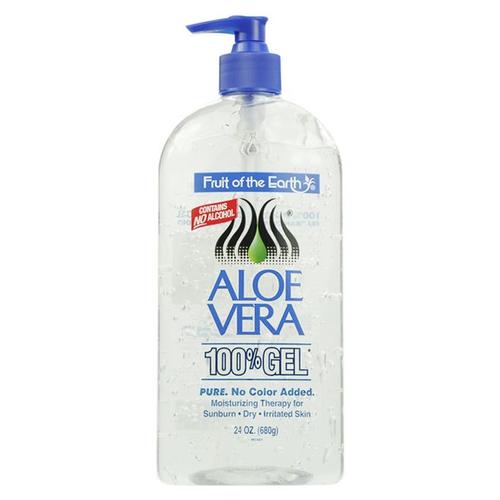 Fruit of the Earth®
CONTAINS
NO ALCOHOL
®
ALOE
VERA
100% GEL*
PURE. No Color Added.
Moisturizing Therapy for
Sunburn • Dry • Irritated Skin
24 OZ. (680g)